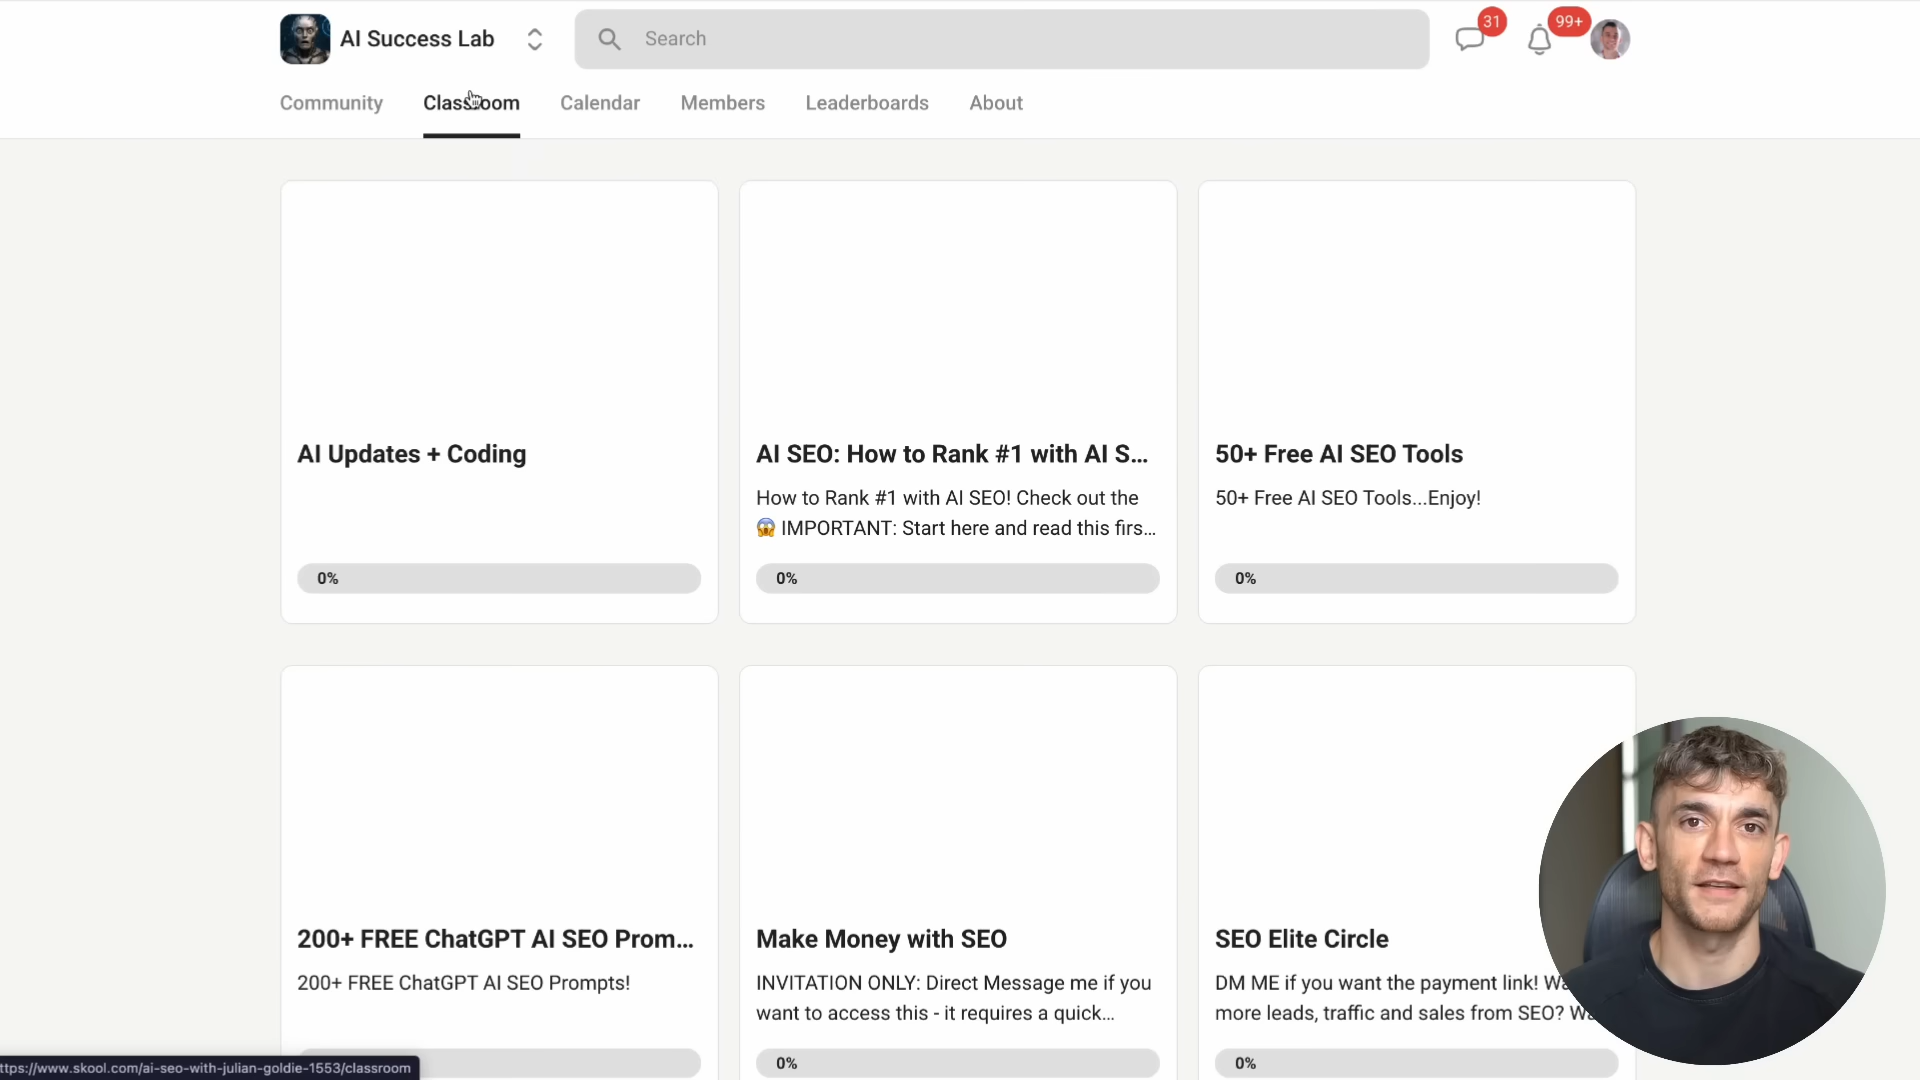 AI Success Lab
Search
31
99+
Community
Classroom
Calendar
Members
Leaderboards
About
AI Updates + Coding
0%
AI SEO: How to Rank #1 with AI S...
How to Rank #1 with AI SEO! Check out the
😱 IMPORTANT: Start here and read this firs...
0%
50+ Free AI SEO Tools
50+ Free AI SEO Tools...Enjoy!
0%
200+ FREE ChatGPT AI SEO Prom...
200+ FREE ChatGPT AI SEO Prompts!
Make Money with SEO
INVITATION ONLY: Direct Message me if you
want to access this - it requires a quick...
0%
SEO Elite Circle
DM ME if you want the payment link!
more leads, traffic and sales from SEO?
0%
ttps://www.skool.com/ai-seo-with-julian-goldie-1553/classroom